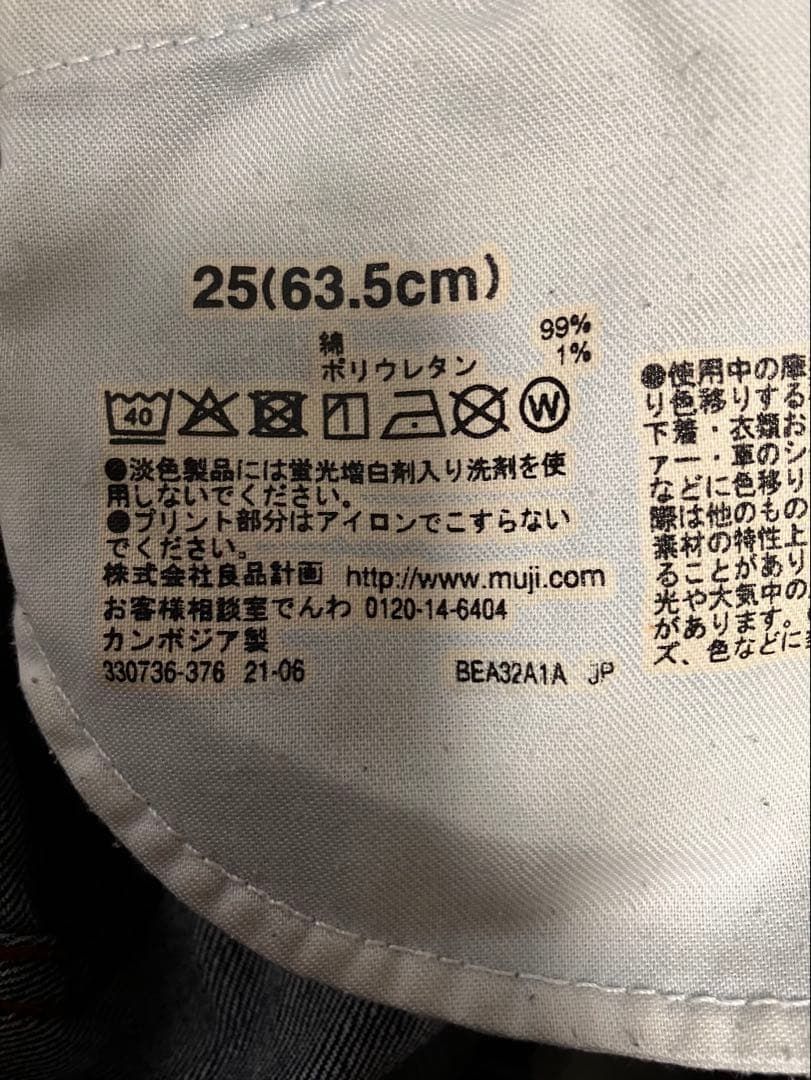 25(63.5cm)
綿 99%
ポリウレタン 1%
40
W
●淡色製品には蛍光増白剤入り洗剤を使
用しないでください。
●プリント部分はアイロンでこすらない
でください。
株式会社良品計画 http://www.muji.com
お客様相談室でんわ 0120-14-6404
カンボジア製
330736-376 21-06 BEA32A1A JP
●使用中の摩
り色移りするお
下着・衣類
アー・車のシ
などに色移り
際は他のもの
素材の特性上
ることがあり
光や大気中の
があります。
ズ、色などに